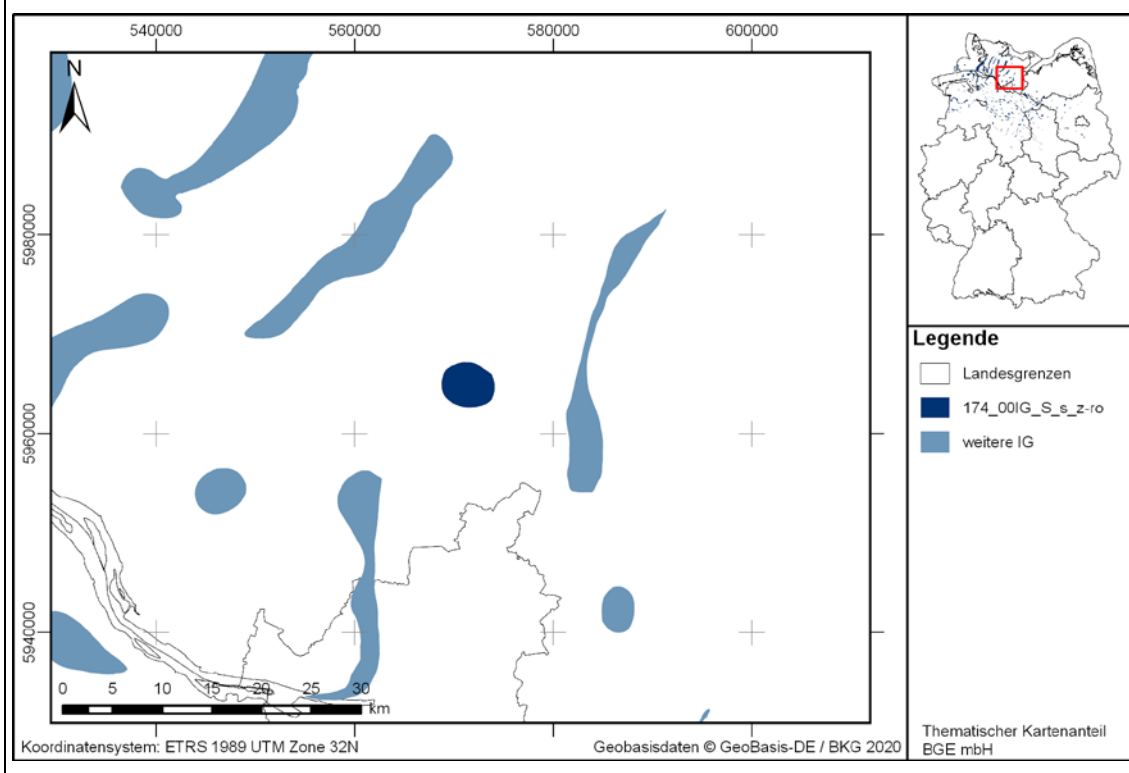 540000 560000 580000 600000
N
5980000
5960000
5940000
0 5 10 15 20 25 30
km
Koordinatensystem: ETRS 1989 UTM Zone 32N
Geobasisdaten © GeoBasis-DE / BKG 2020
Legende
Landesgrenzen
174_00IG_S_s_z-ro
weitere IG
Thematischer Kartenanteil
BGE mbH